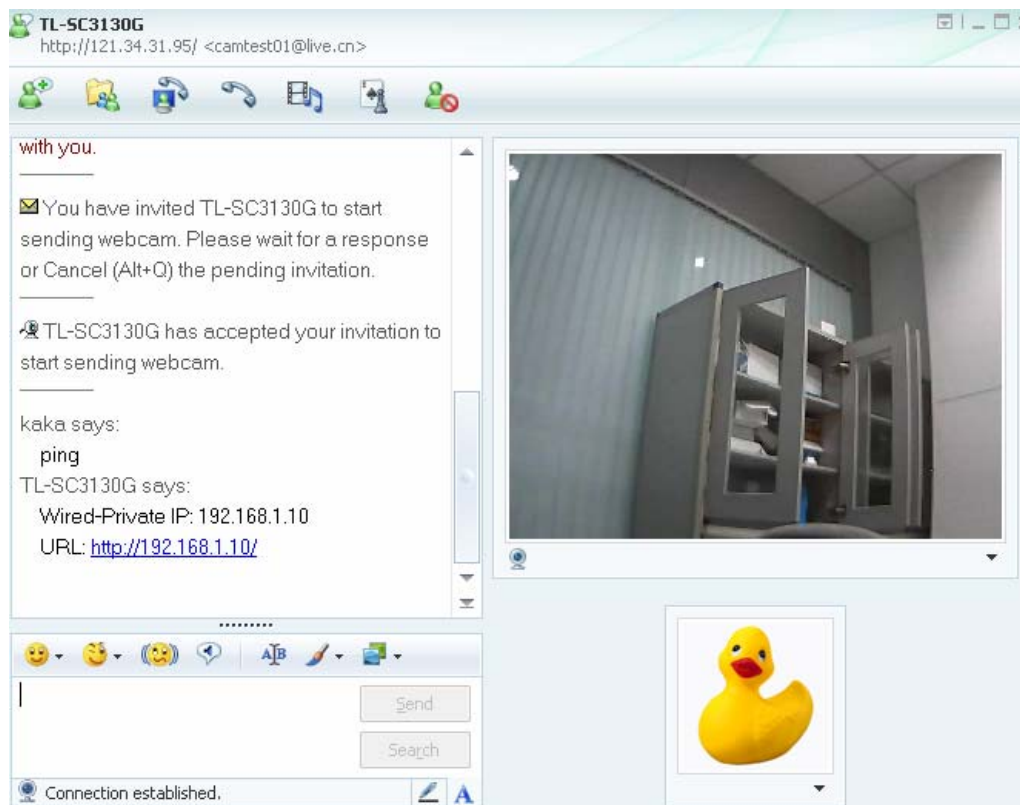 TL-SC3130G
http://121.34.31.95/ <camtest01@live.cn>
with you.
You have invited TL-SC3130G to start
sending webcam. Please wait for a response
or Cancel (Alt+Q) the pending invitation.
TL-SC3130G has accepted your invitation to
start sending webcam.
kaka says:
ping
TL-SC3130G says:
Wired-Private IP: 192.168.1.10
URL: http://192.168.1.10/
AB
Send
Search
Connection established.
A